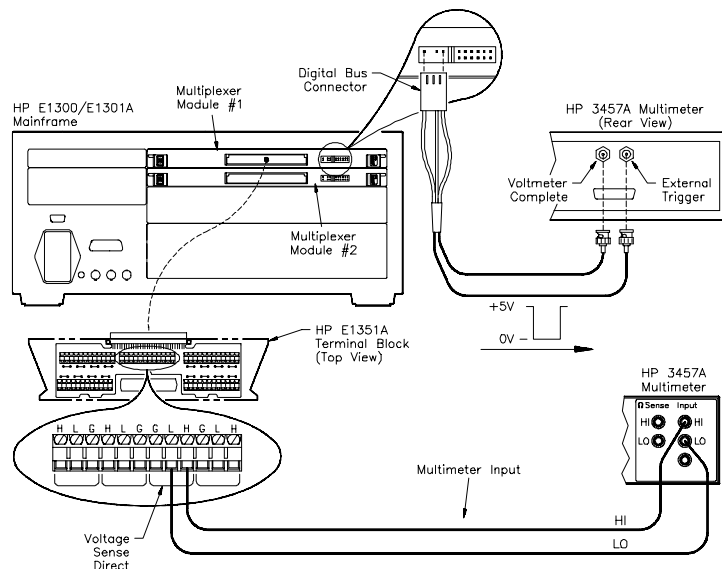 Digital Bus
Connector
HP E1300/E1301A
Mainframe
Multiplexer
Module #1
HP 3457A Multimeter
(Rear View)
Voltmeter
Complete
External
Trigger
Multiplexer
Module #2
+5V
0V
HP E1351A
Terminal Block
(Top View)
HP 3457A
Multimeter
Ω Sense Input
HI HI
LO LO
H L G H L G G L H G L H
Multimeter Input
Voltage
Sense
Direct
HI
LO